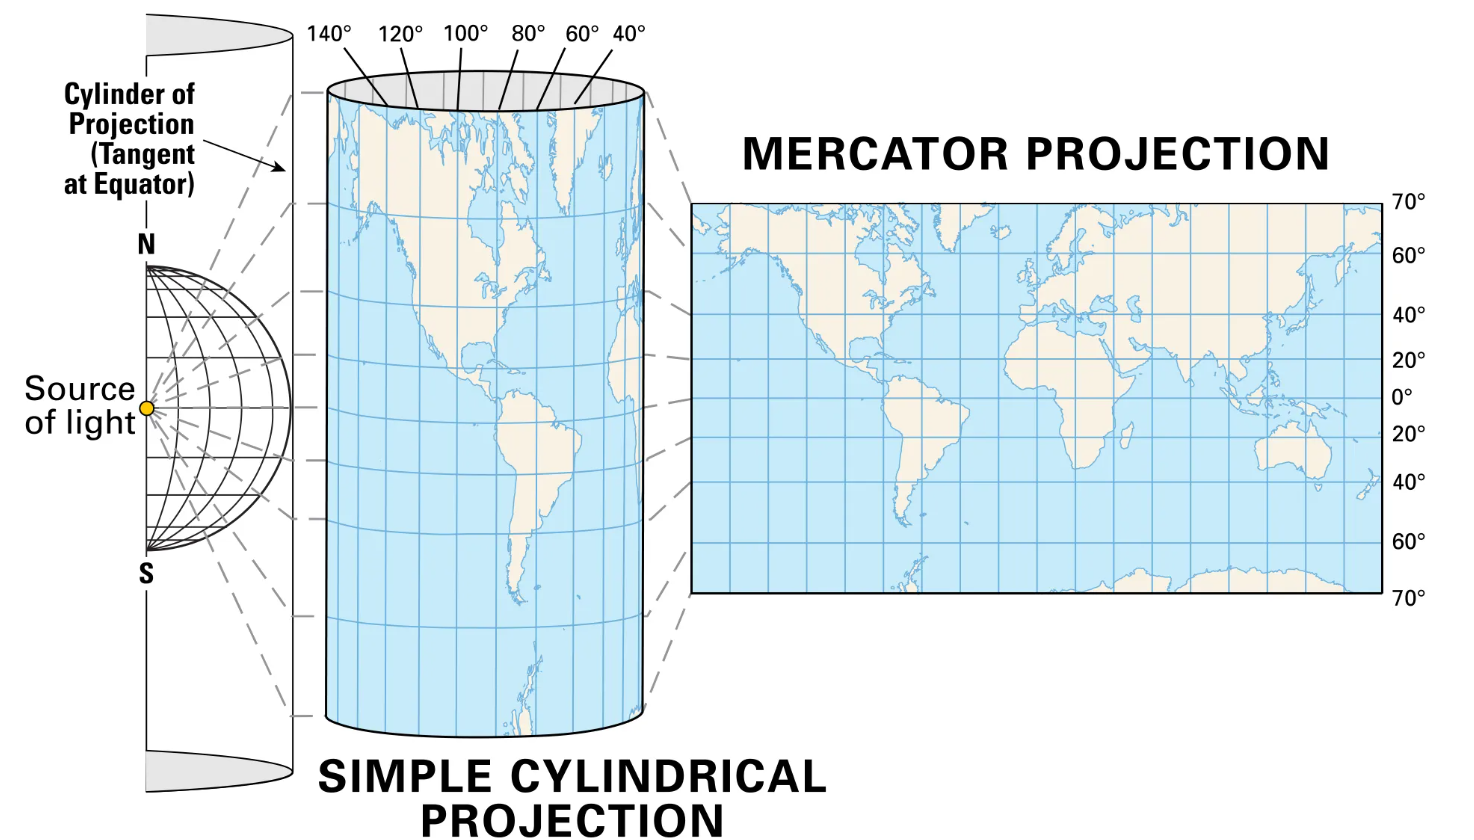 140° 120° 100° 80° 60° 40°
Cylinder of
Projection
(Tangent
at Equator)
N
Source
of light
S
MERCATOR PROJECTION
70°
60°
40°
20°
0°
20°
40°
60°
70°
SIMPLE CYLINDRICAL
PROJECTION